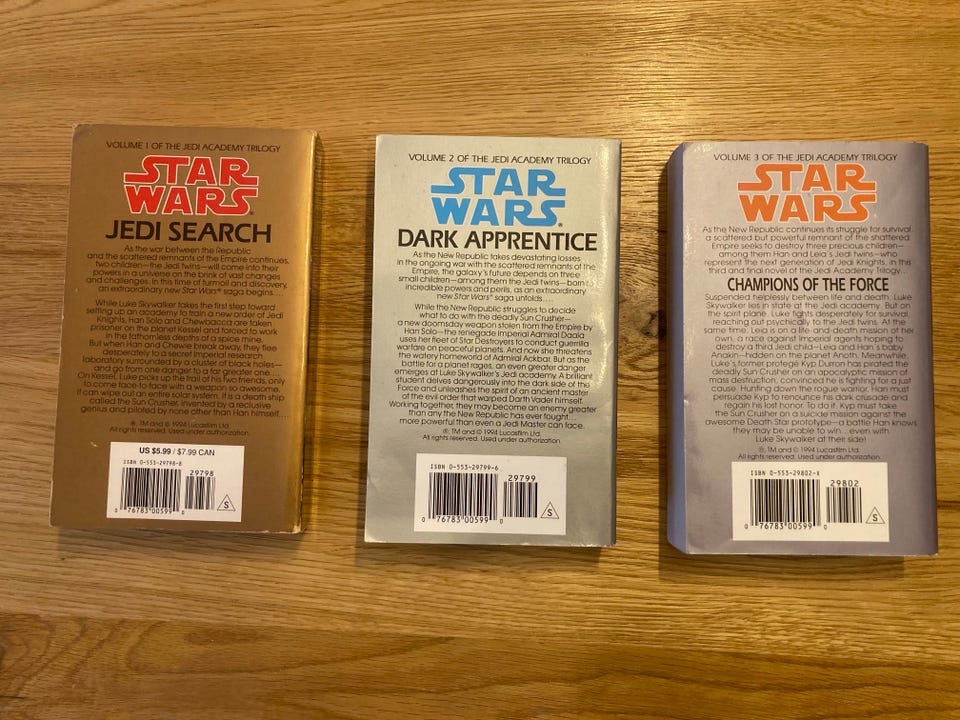 VOLUME 1 OF THE JEDI ACADEMY TRILOGY
STAR
WARS®
JEDI SEARCH
As the war between the Republic
and the scattered remnants of the Empire continues,
two children—the Jedi twins—will come into their
powers in a universe on the brink of vast changes
and challenges. In this time of turmoil and discovery,
an extraordinary new Star Wars® saga begins....
While Luke Skywalker takes the first step toward
setting up an academy to train a new order of Jedi
Knights, Han Solo and Chewbacca are taken
prisoner on the planet Kessel and forced to work
in the fathomless depths of a spice mine.
But when Han and Chewie break away, they flee
desperately to a secret Imperial research
laboratory surrounded by a cluster of black holes—
and go from one danger to a far greater one....
On Kessel, Luke picks up the trail of his two friends, only
to come face-to-face with a weapon so awesome,
it can wipe out an entire solar system. It is a death ship
called the Sun Crusher, invented by a reclusive
genius and piloted by none other than Han himself....
®, TM and © 1994 Lucasfilm Ltd.
All rights reserved. Used under authorization.
US $5.99 / $7.99 CAN
ISBN 0-553-29798-8
29798
0 76783 00599 0
S
VOLUME 2 OF THE JEDI ACADEMY TRILOGY
STAR
WARS®
DARK APPRENTICE
As the New Republic takes devastating losses
in the ongoing war with the scattered remnants of the
Empire, the galaxy's future depends on three
small children—among them the Jedi twins—born to
incredible powers and perils, as an extraordinary
new Star Wars® saga unfolds....
While the New Republic struggles to decide
what to do with the deadly Sun Crusher—
a new doomsday weapon stolen from the Empire by
Han Solo—the renegade Imperial Admiral Daala
uses her fleet of Star Destroyers to conduct guerrilla
warfare on peaceful planets. And now she threatens
the watery homeworld of Admiral Ackbar. But as the
battle for a planet rages, an even greater danger
emerges at Luke Skywalker's Jedi academy. A brilliant
student delves dangerously into the dark side of the
Force and unleashes the spirit of an ancient master
of the evil order that warped Darth Vader himself.
Working together, they may become an enemy greater
than any the New Republic has ever fought...
more powerful than even a Jedi Master can face.
®, TM and © 1994 Lucasfilm Ltd.
All rights reserved. Used under authorization.
ISBN 0-553-29799-6
29799
0 76783 00599 0
S
VOLUME 3 OF THE JEDI ACADEMY TRILOGY
STAR
WARS®
As the New Republic continues its struggle for survival,
a scattered but powerful remnant of the shattered
Empire seeks to destroy three precious children—
among them Han and Leia's Jedi twins—who
represent the next generation of Jedi Knights, in this
third and final novel of the Jedi Academy Trilogy....
CHAMPIONS OF THE FORCE
Suspended helplessly between life and death, Luke
Skywalker lies in state at the Jedi academy. But on
the spirit plane, Luke fights desperately for survival,
reaching out psychically to the Jedi twins. At the
same time, Leia is on a life-and-death mission of her
own, a race against Imperial agents hoping to
destroy a third Jedi child—Leia and Han's baby
Anakin—hidden on the planet Anoth. Meanwhile,
Luke's former protégé Kyp Durron has pirated the
deadly Sun Crusher on an apocalyptic mission of
mass destruction, convinced he is fighting for a just
cause. Hunting down the rogue warrior, Han must
persuade Kyp to renounce his dark crusade and
regain his lost honor. To do it, Kyp must take
the Sun Crusher on a suicide mission against the
awesome Death Star prototype—a battle Han knows
they may be unable to win...even with
Luke Skywalker at their side!
®, TM and © 1994 Lucasfilm Ltd.
All rights reserved. Used under authorization.
ISBN 0-553-29802-X
29802
0 76783 00599 0
S